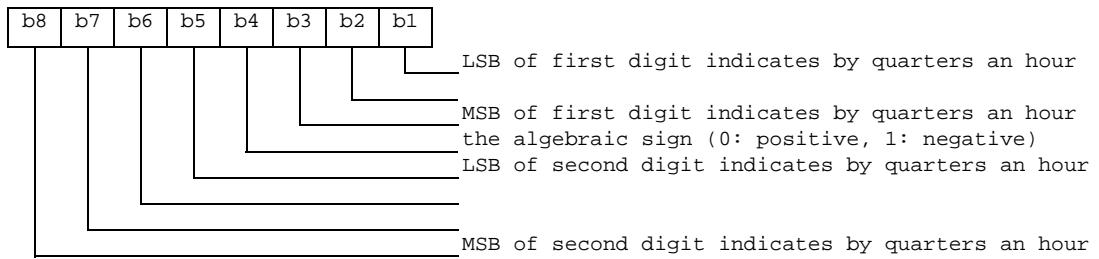 b8 b7 b6 b5 b4 b3 b2 b1
LSB of first digit indicates by quarters an hour
MSB of first digit indicates by quarters an hour
the algebraic sign (0: positive, 1: negative)
LSB of second digit indicates by quarters an hour
MSB of second digit indicates by quarters an hour